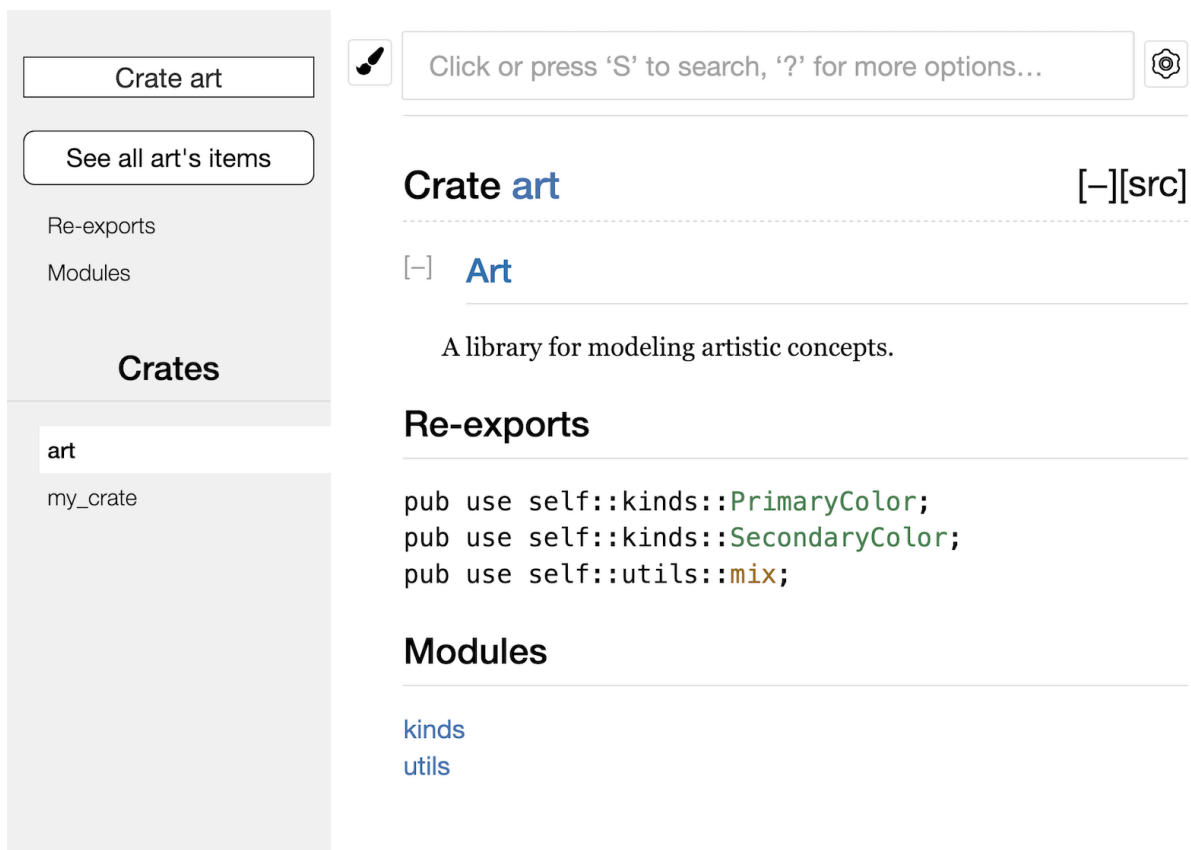 Crate art
See all art's items
Re-exports
Modules
Crates
art
my_crate
Click or press ‘S’ to search, ‘?’ for more options…
Crate art [−][src]
[−] Art
A library for modeling artistic concepts.
Re-exports
pub use self::kinds::PrimaryColor;
pub use self::kinds::SecondaryColor;
pub use self::utils::mix;
Modules
kinds
utils